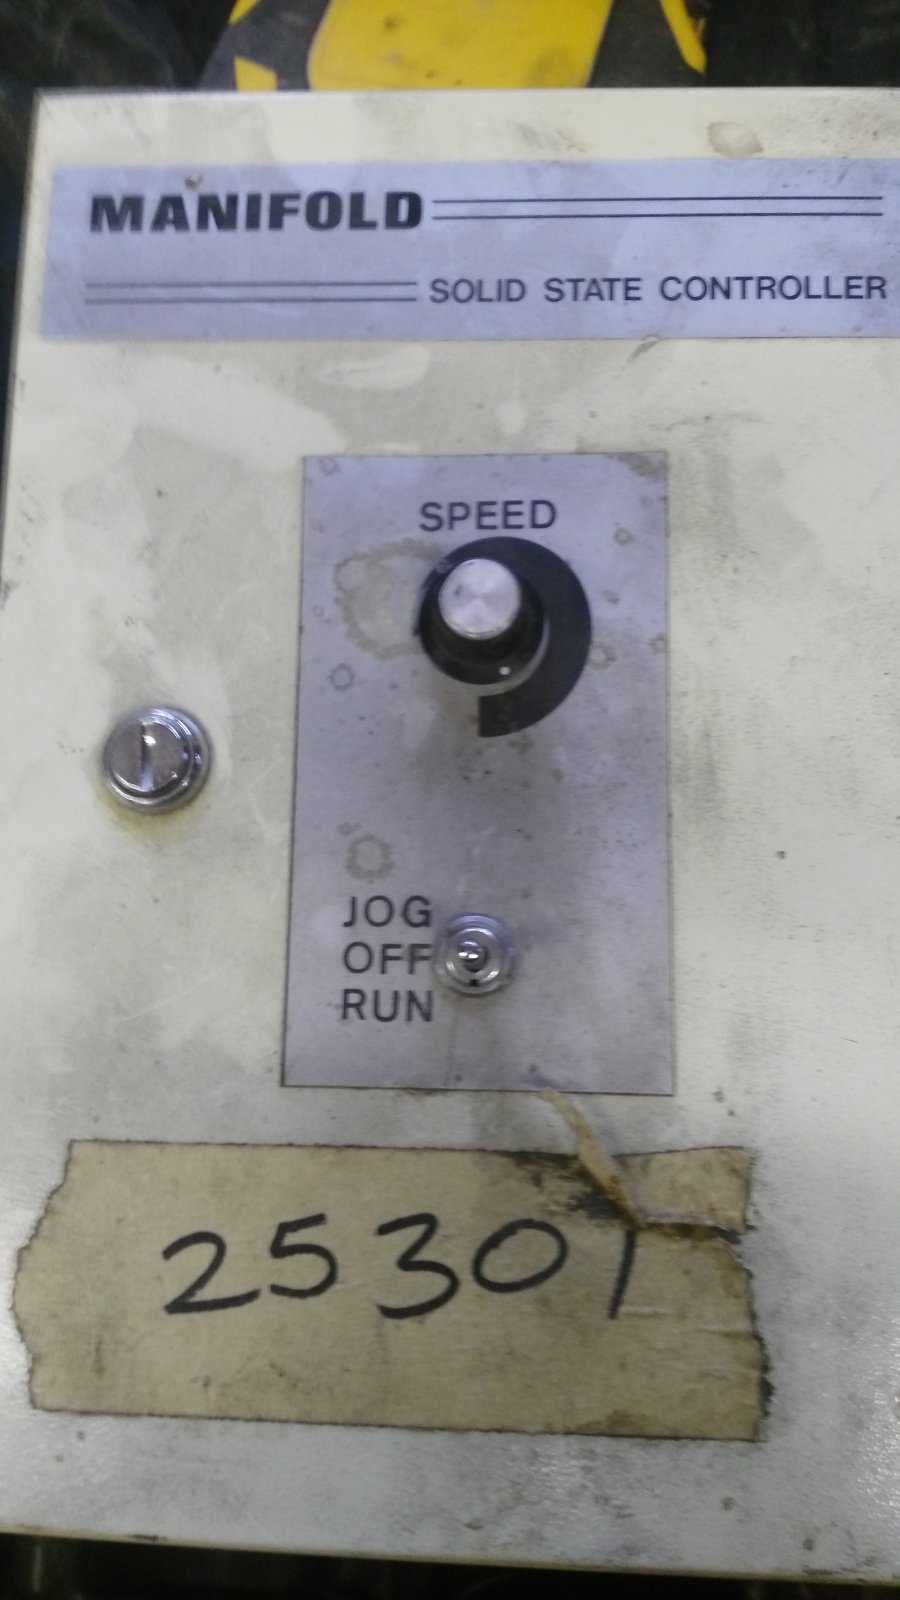 MANIFOLD
SOLID STATE CONTROLLER
SPEED
JOG
OFF
RUN
25301